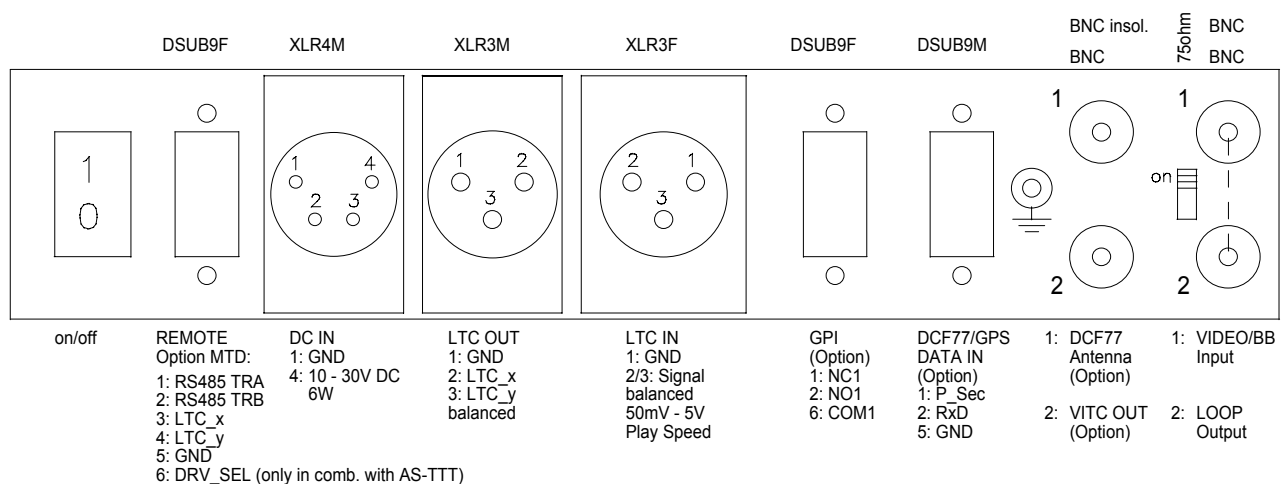 DSUB9F XLR4M XLR3M XLR3F DSUB9F DSUB9M BNC insol. 75ohm BNC
BNC BNC
1
0
1 4
2 3
1 2
3
2 1
3
1
2
1
on
2
on/off
REMOTE
Option MTD:
1: RS485 TRA
2: RS485 TRB
3: LTC_x
4: LTC_y
5: GND
6: DRV_SEL (only in comb. with AS-TTT)
DC IN
1: GND
4: 10 - 30V DC
6W
LTC OUT
1: GND
2: LTC_x
3: LTC_y
balanced
LTC IN
1: GND
2/3: Signal
balanced
50mV - 5V
Play Speed
GPI
(Option)
1: NC1
2: NO1
6: COM1
DCF77/GPS
DATA IN
(Option)
1: P_Sec
2: RxD
5: GND
1: DCF77
Antenna
(Option)
2: VITC OUT
(Option)
1: VIDEO/BB
Input
2: LOOP
Output